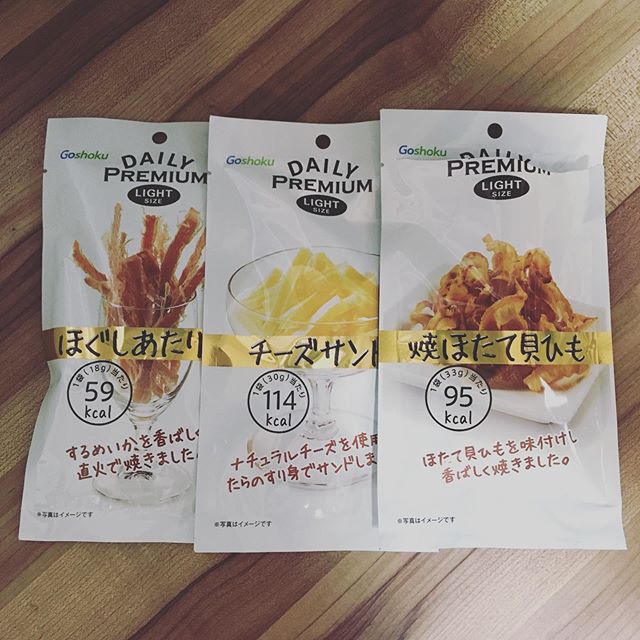 Goshoku
DAILY
PREMIUM
LIGHT
SIZE
ほぐしあたり
1袋(18g)当たり
59
kcal
するめいかを香ばしく
直火で焼きました
※写真はイメージです
Goshoku
DAILY
PREMIUM
LIGHT
SIZE
チーズサンド
1袋(30g)当たり
114
kcal
ナチュラルチーズを使用
たらのすり身でサンドしま
※写真はイメージです
Goshoku
DAILY
PREMIUM
LIGHT
SIZE
焼ほたて貝ひも
1袋(33g)当たり
95
kcal
ほたて貝ひもを味付けし
香ばしく焼きました。
※写真はイメージです